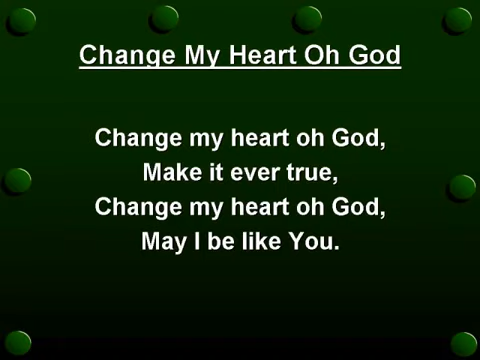 Change My Heart Oh God
Change my heart oh God,
Make it ever true,
Change my heart oh God,
May I be like You.